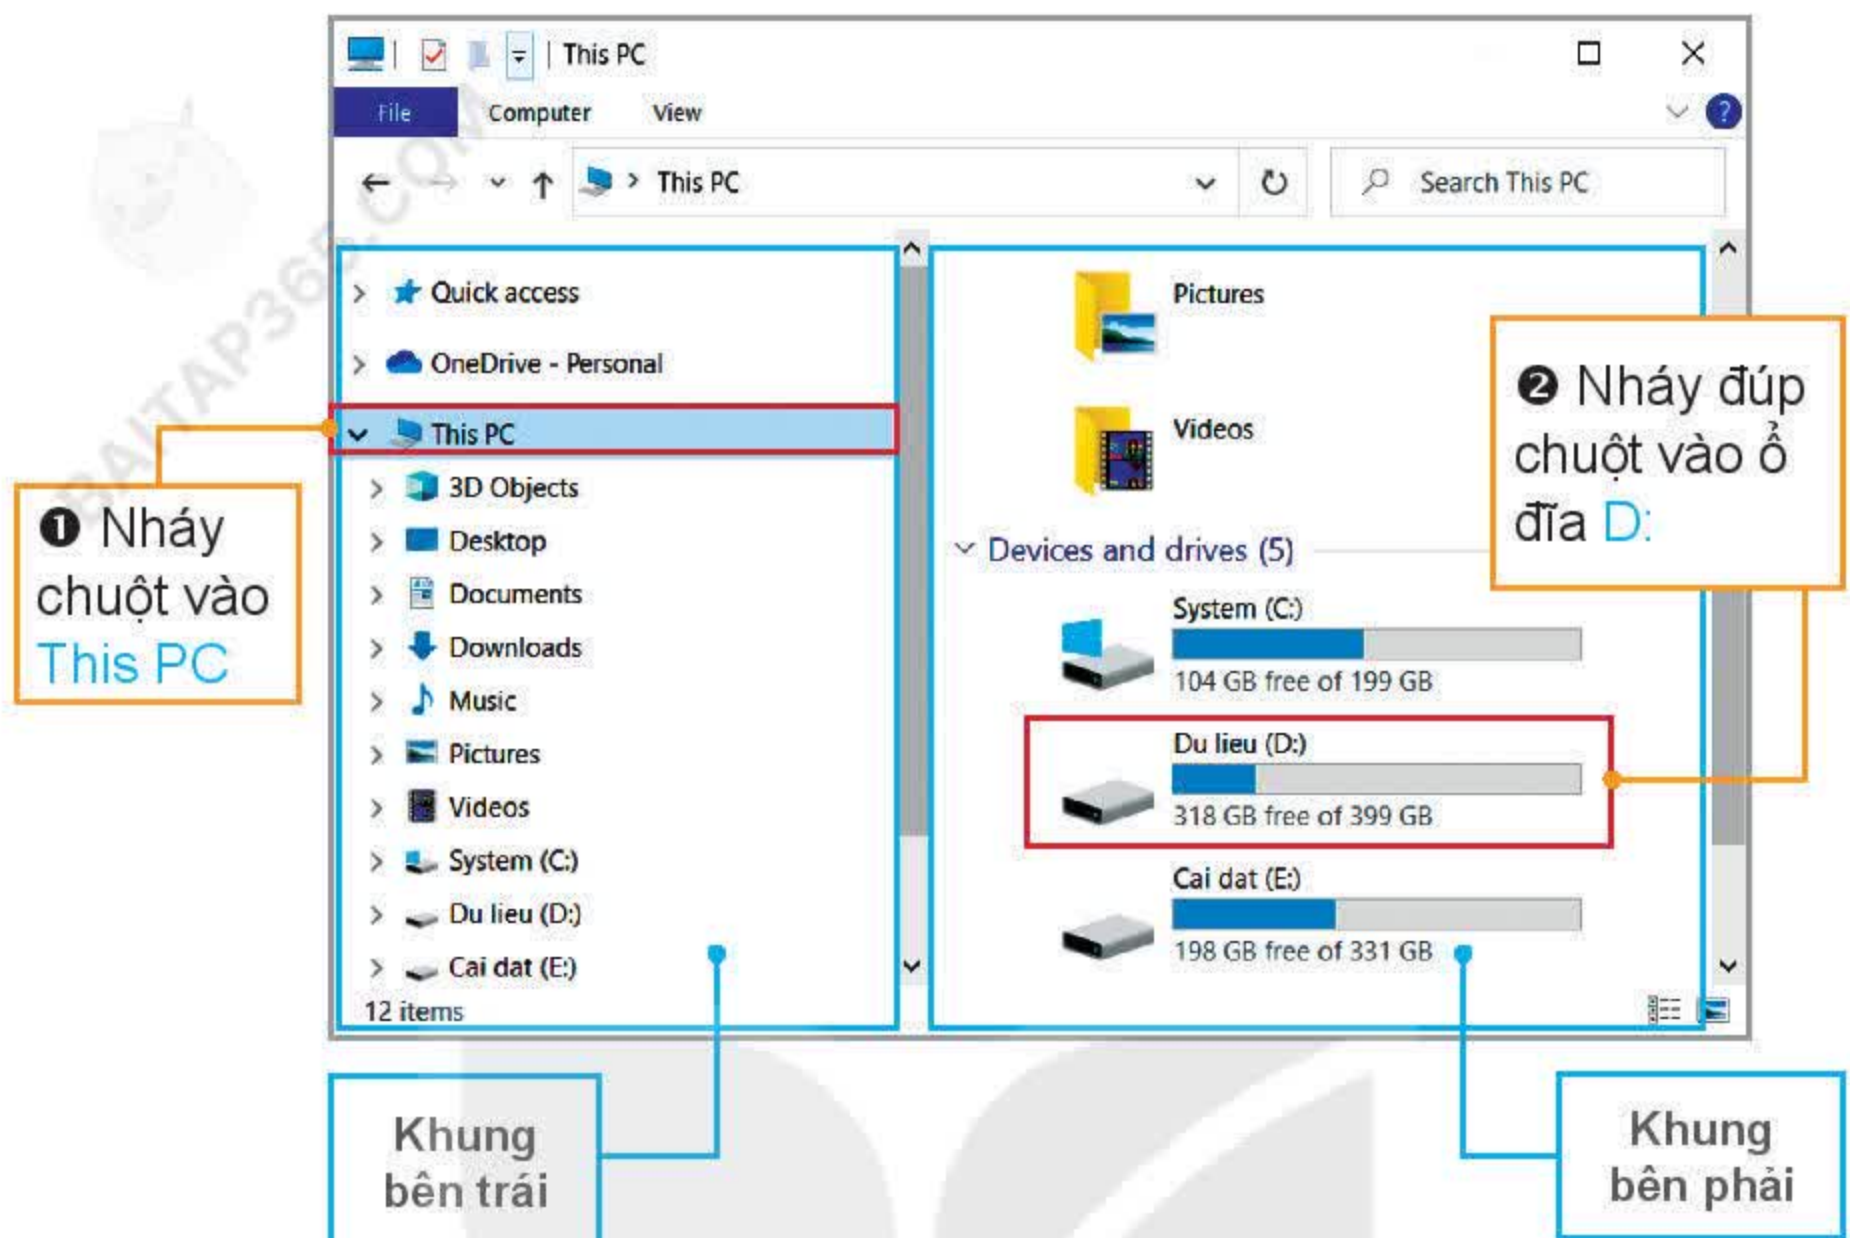 This PC
File Computer View
This PC
Search This PC
Quick access
OneDrive - Personal
This PC
3D Objects
Desktop
Documents
Downloads
Music
Pictures
Videos
System (C:)
Du lieu (D:)
Cai dat (E:)
12 items
Pictures
Videos
Devices and drives (5)
System (C:)
104 GB free of 199 GB
Du lieu (D:)
318 GB free of 399 GB
Cai dat (E:)
198 GB free of 331 GB
❶ Nháy
chuột vào
This PC
❷ Nháy đúp
chuột vào ổ
đĩa D:
Khung
bên trái
Khung
bên phải
BAITAP365.COM